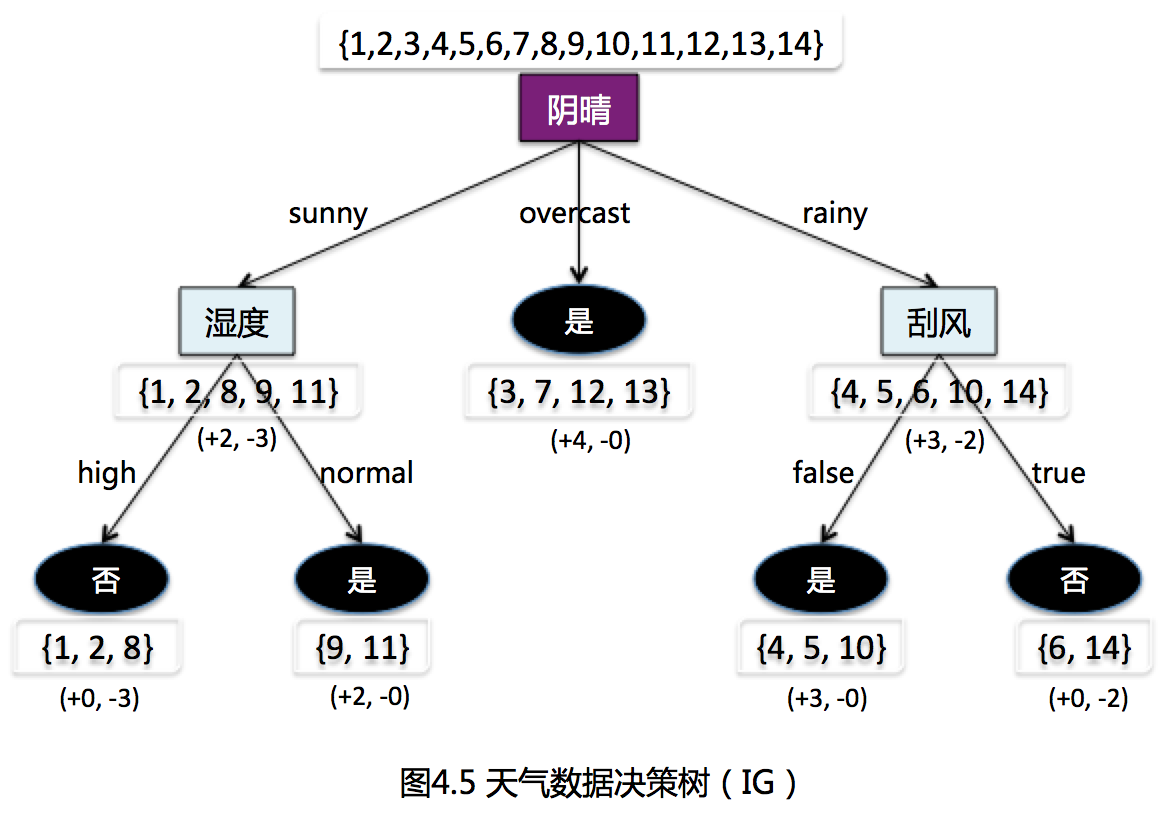 {1,2,3,4,5,6,7,8,9,10,11,12,13,14}
阴晴
sunny
overcast
rainy
湿度
是
刮风
{1, 2, 8, 9, 11}
{3, 7, 12, 13}
{4, 5, 6, 10, 14}
(+2, -3)
(+4, -0)
(+3, -2)
high
normal
false
true
否
是
是
否
{1, 2, 8}
{9, 11}
{4, 5, 10}
{6, 14}
(+0, -3)
(+2, -0)
(+3, -0)
(+0, -2)
图4.5 天气数据决策树（IG）